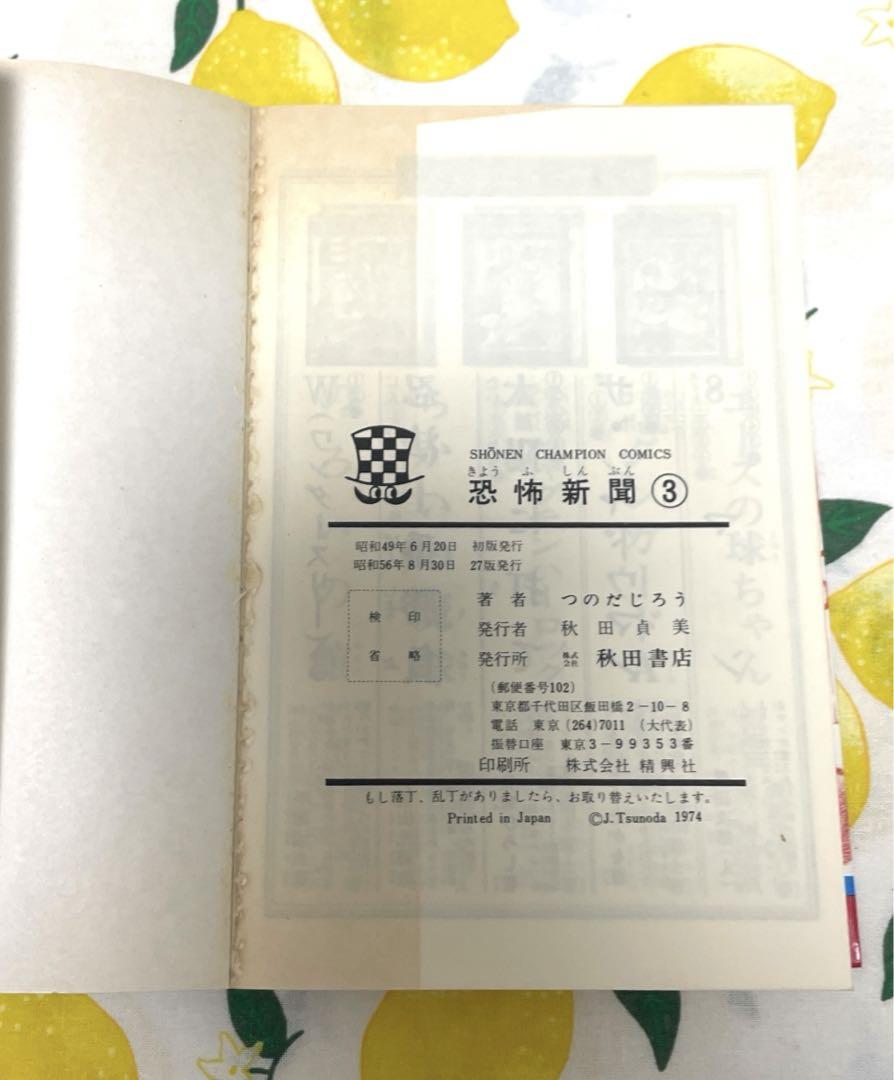 SHŌNEN CHAMPION COMICS
きょう ふ しん ぶん
恐怖新聞③
昭和49年6月20日 初版発行
昭和56年8月30日 27版発行
検印
省略
著者 つのだじろう
発行者 秋田貞美
発行所 株式会社 秋田書店
(郵便番号102)
東京都千代田区飯田橋2-10-8
電話 東京(264)7011 (大代表)
振替口座 東京3-99353番
印刷所 株式会社 精興社
もし落丁、乱丁がありましたら、お取り替えいたします。
Printed in Japan ©J. Tsunoda 1974